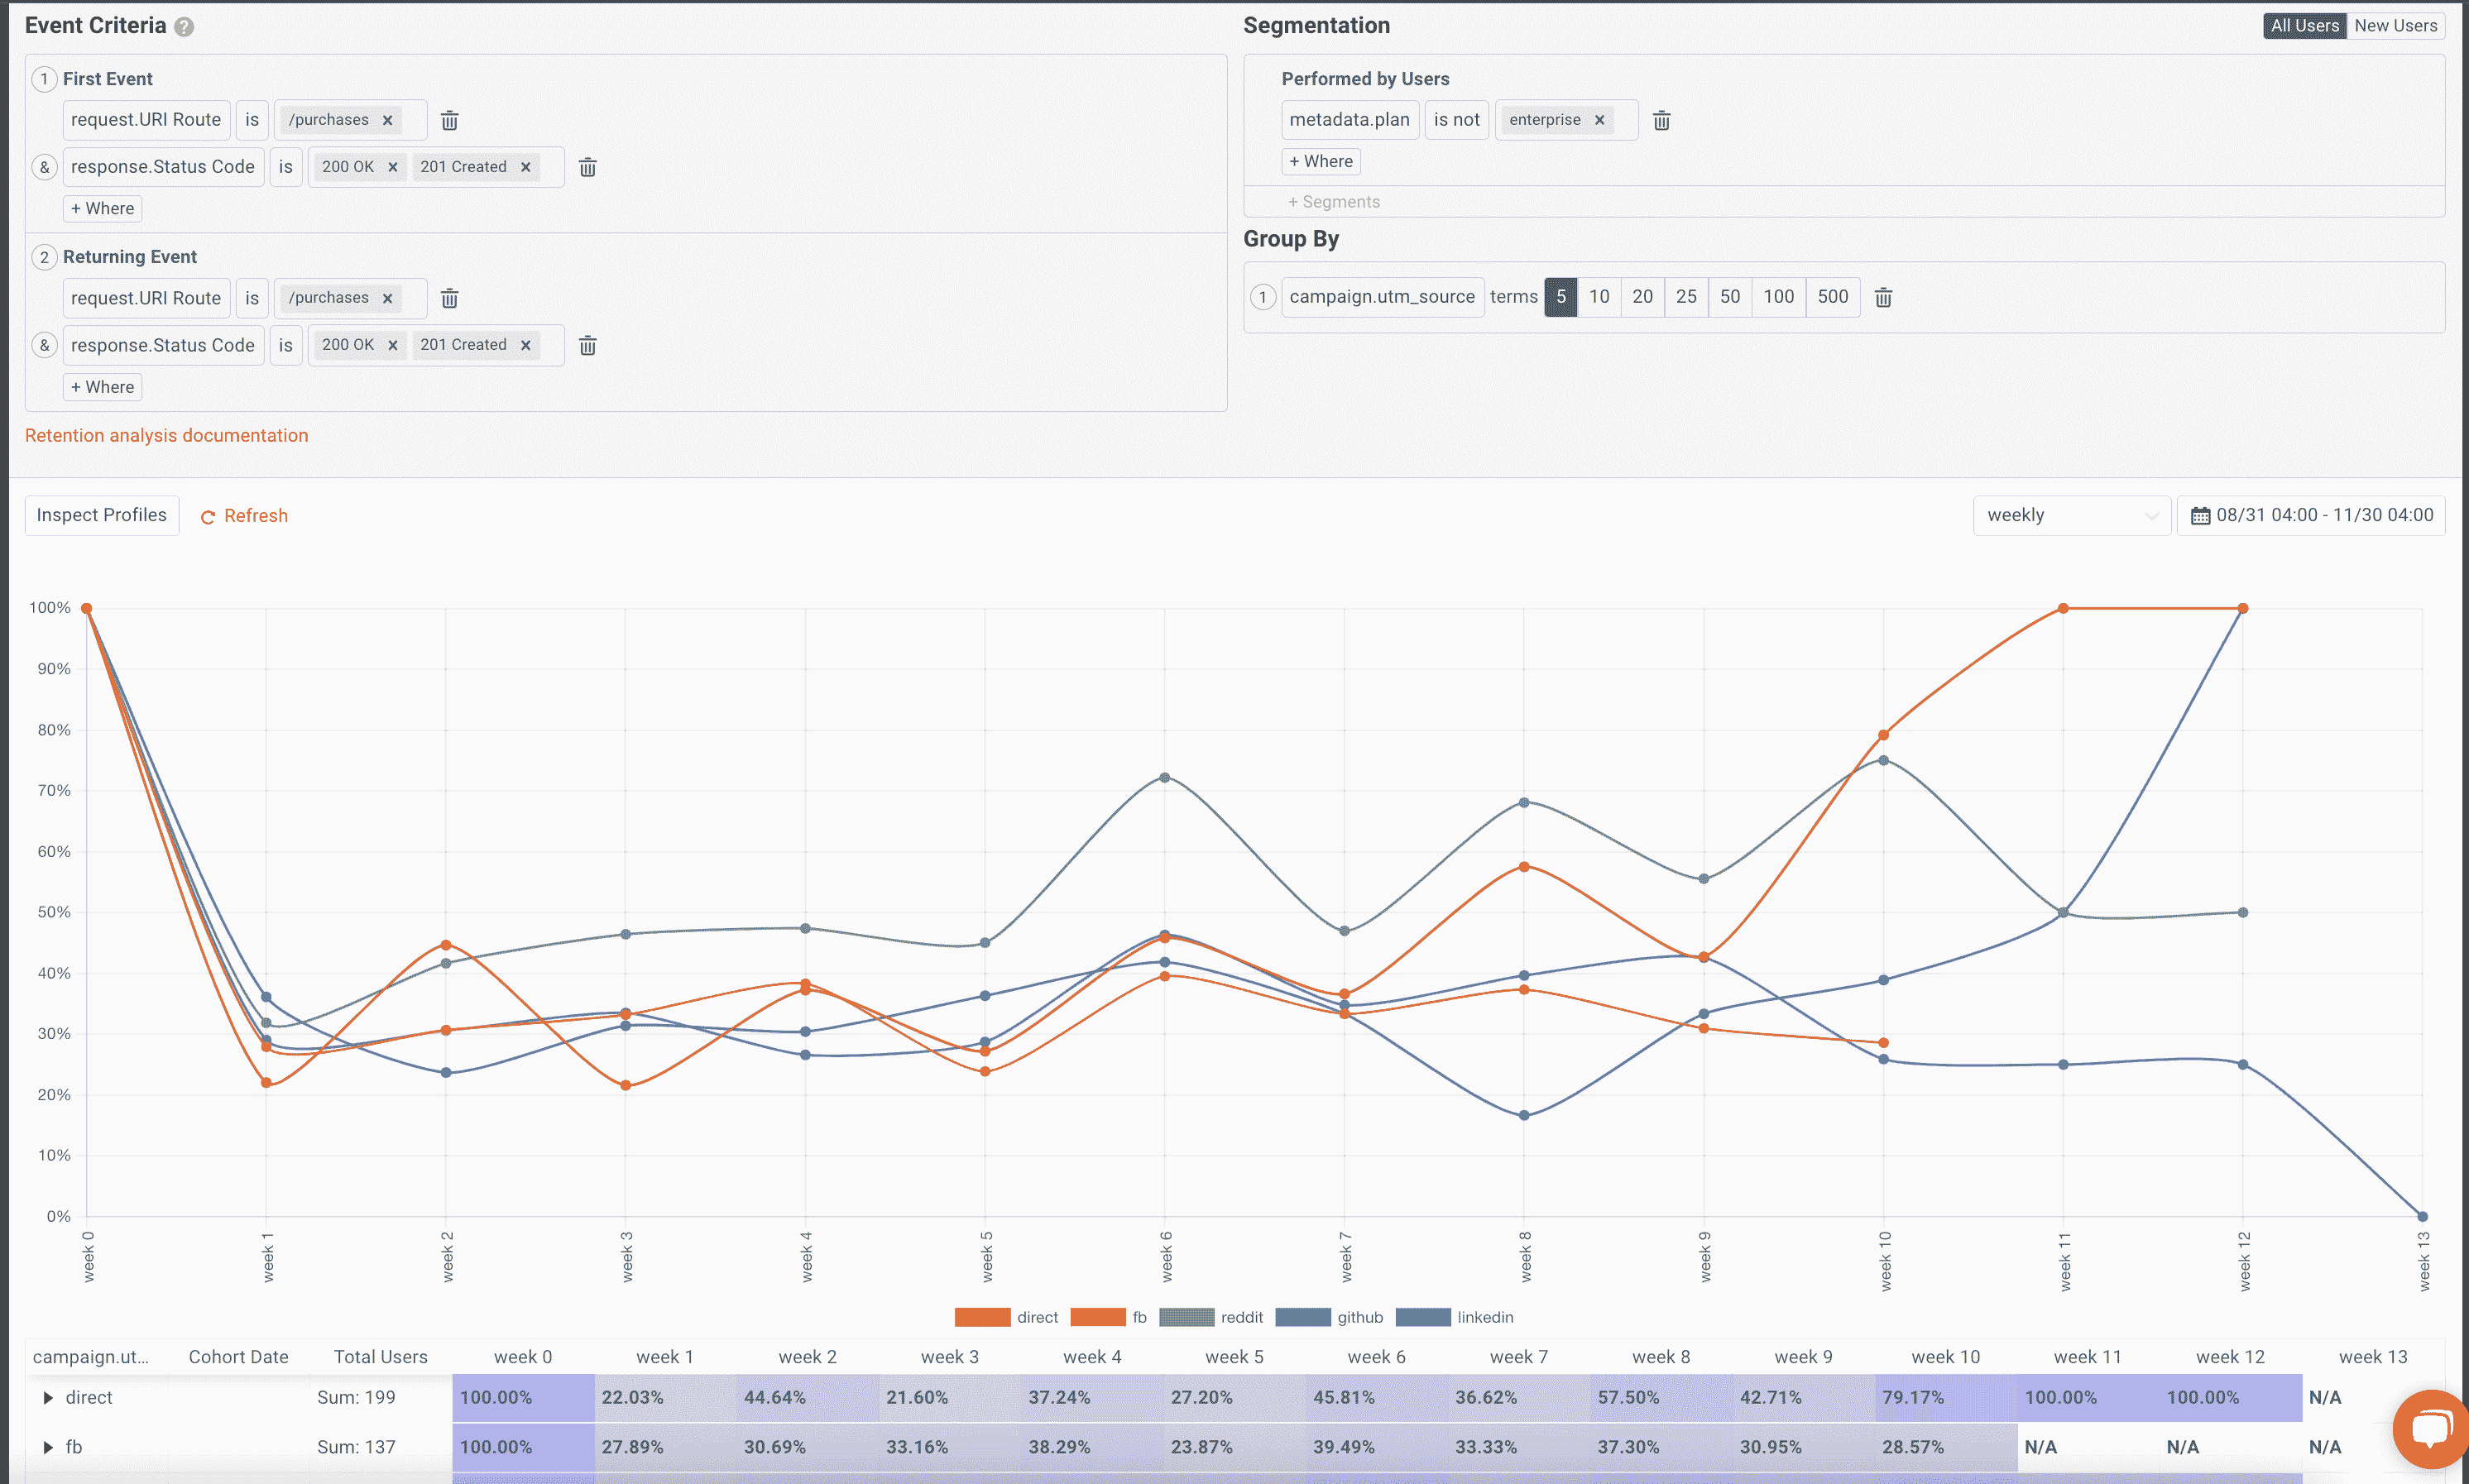 Event Criteria ?
1 First Event
request.URI Route is /purchases ×
& response.Status Code is 200 OK × 201 Created ×
+ Where
2 Returning Event
request.URI Route is /purchases ×
& response.Status Code is 200 OK × 201 Created ×
+ Where
Retention analysis documentation
Segmentation
All Users New Users
Performed by Users
metadata.plan is not enterprise ×
+ Where
+ Segments
Group By
1 campaign.utm_source terms 5 10 20 25 50 100 500
Inspect Profiles Refresh
weekly 08/31 04:00 - 11/30 04:00
100%
90%
80%
70%
60%
50%
40%
30%
20%
10%
0%
week 0 week 1 week 2 week 3 week 4 week 5 week 6 week 7 week 8 week 9 week 10 week 11 week 12 week 13
direct fb reddit github linkedin
campaign.ut... Cohort Date Total Users week 0 week 1 week 2 week 3 week 4 week 5 week 6 week 7 week 8 week 9 week 10 week 11 week 12 week 13
direct Sum: 199 100.00% 22.03% 44.64% 21.60% 37.24% 27.20% 45.81% 36.62% 57.50% 42.71% 79.17% 100.00% 100.00% N/A
fb Sum: 137 100.00% 27.89% 30.69% 33.16% 38.29% 23.87% 39.49% 33.33% 37.30% 30.95% 28.57% N/A N/A N/A